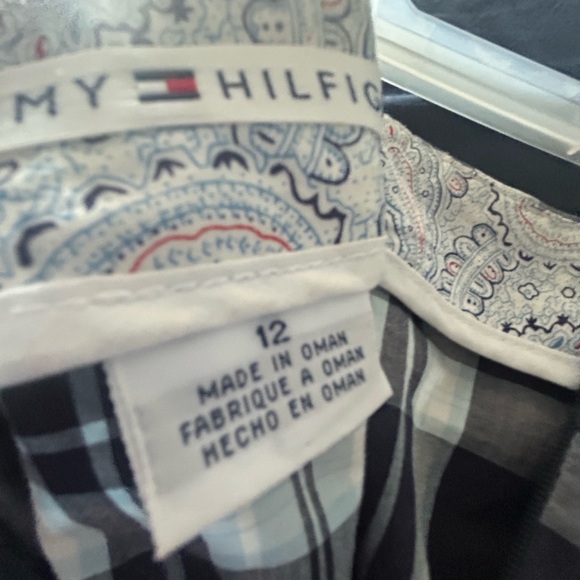 MY HILFIG
12
MADE IN OMAN
FABRIQUE A OMAN
HECHO EN OMAN